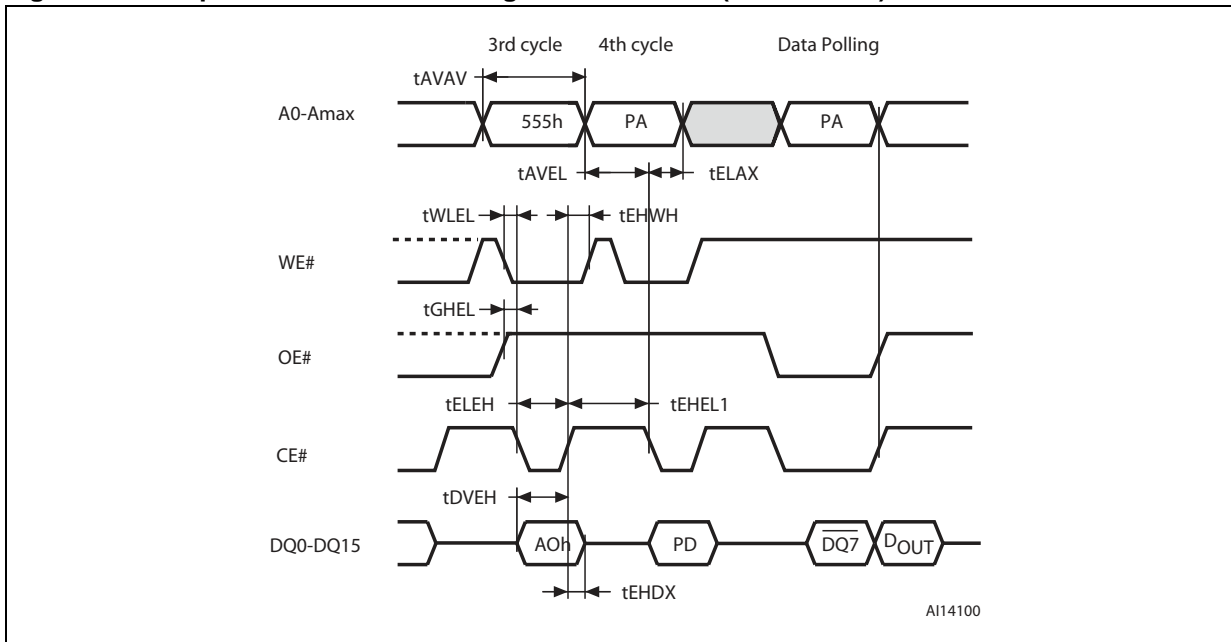 3rd cycle 4th cycle Data Polling
tAVAV
A0-Amax 555h PA PA
tAVEL tELAX
tWLEL tEHWH
WE#
tGHEL
OE#
tELEH tEHEL1
CE#
tDVEH
DQ0-DQ15 AOh PD DQ7 DOUT
tEHDX
AI14100